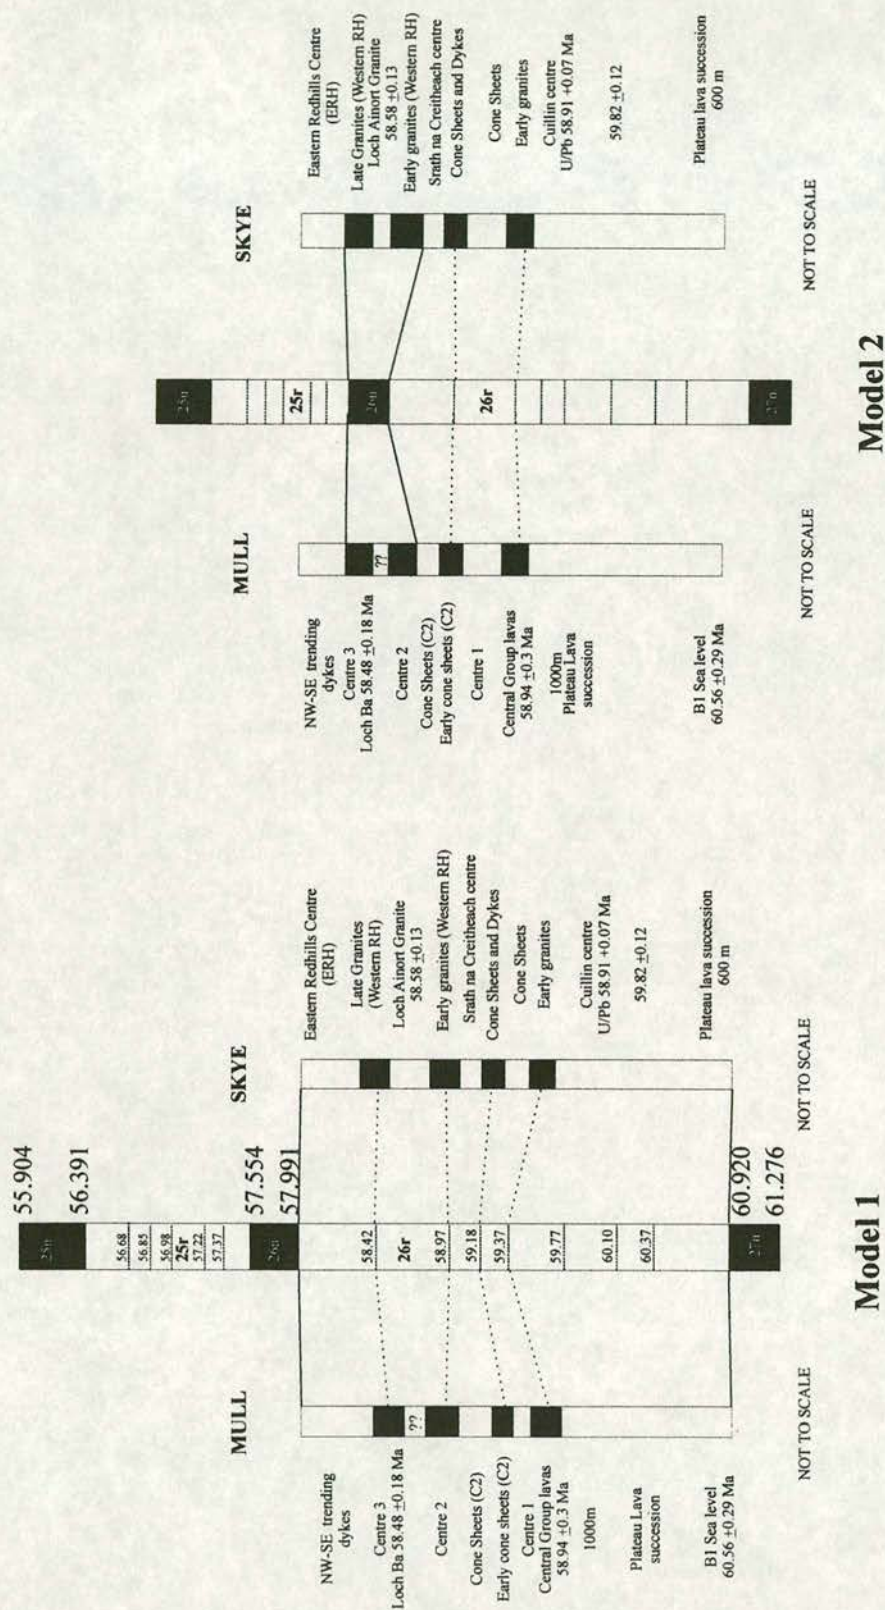 MULL
NW-SE trending
dykes
Centre 3
Loch Ba 58.48 ±0.18 Ma
Centre 2
Cone Sheets (C2)
Early cone sheets (C2)
Centre 1
Central Group lavas
58.94 ±0.3 Ma
1000m
Plateau Lava
succession
B1 Sea level
60.56 ±0.29 Ma
??
NOT TO SCALE
25n
56.68
56.85
56.98
25r
57.22
57.37
26n
58.42
26r
58.97
59.18
59.37
59.77
60.10
60.37
27n
55.904
56.391
57.554
57.991
60.920
61.276
SKYE
Eastern Redhills Centre
(ERH)
Late Granites
(Western RH)
Loch Ainort Granite
58.58 ±0.13
Early granites (Western RH)
Srath na Creitheach centre
Cone Sheets and Dykes
Cone Sheets
Early granites
Cuillin centre
U/Pb 58.91 +0.07 Ma
59.82 ±0.12
Plateau lava succession
600 m
NOT TO SCALE
Model 1
MULL
NW-SE trending
dykes
Centre 3
Loch Ba 58.48 ±0.18 Ma
Centre 2
Cone Sheets (C2)
Early cone sheets (C2)
Centre 1
Central Group lavas
58.94 ±0.3 Ma
1000m
Plateau Lava
succession
B1 Sea level
60.56 ±0.29 Ma
??
NOT TO SCALE
25n
25r
26n
26r
27n
SKYE
Eastern Redhills Centre
(ERH)
Late Granites (Western RH)
Loch Ainort Granite
58.58 ±0.13
Early granites (Western RH)
Srath na Creitheach centre
Cone Sheets and Dykes
Cone Sheets
Early granites
Cuillin centre
U/Pb 58.91 +0.07 Ma
59.82 ±0.12
Plateau lava succession
600 m
NOT TO SCALE
Model 2